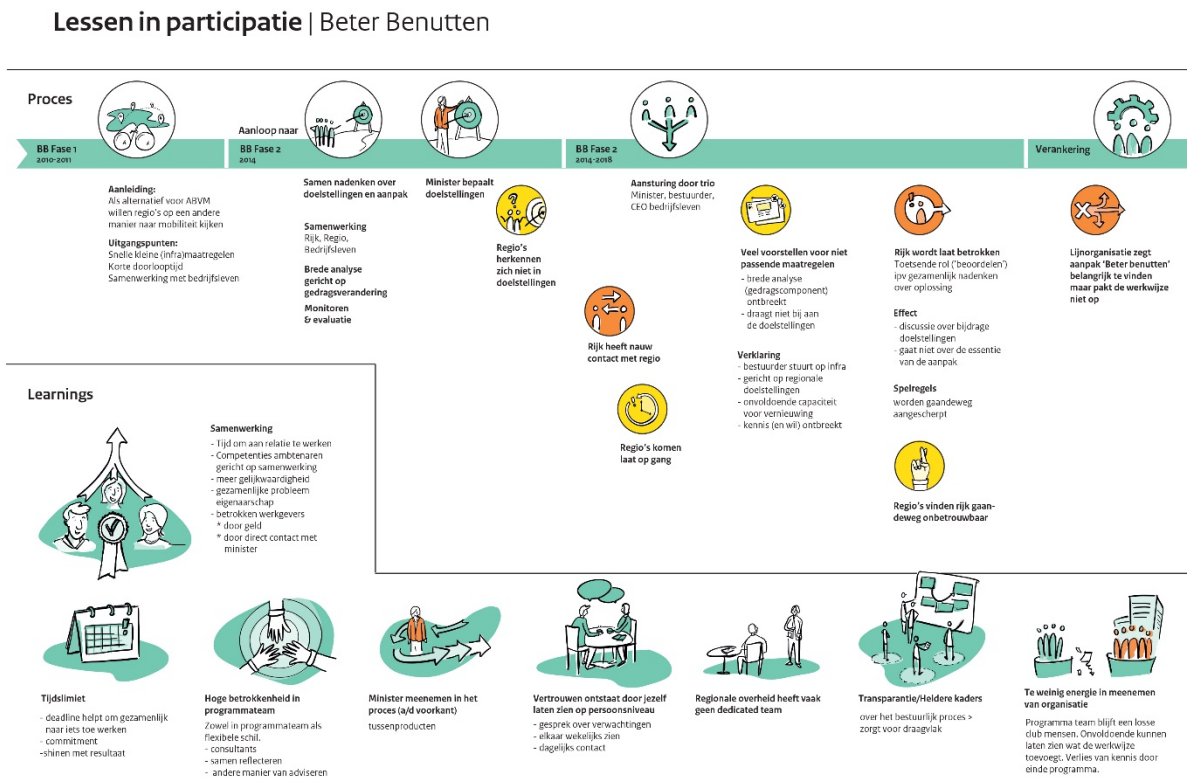 Lessen in participatie | Beter Benutten
Proces
BB Fase 1
2010-2011
Aanleiding:
Als alternatief voor ABVM
willen regio's op een andere
manier naar mobiliteit kijken
Uitgangspunten:
Snelle kleine (infra)maatregelen
Korte doorlooptijd
Samenwerking met bedrijfsleven
Aanloop naar
BB Fase 2
2014
Samen nadenken over
doelstellingen en aanpak
Samenwerking
Rijk, Regio,
Bedrijfsleven
Brede analyse
gericht op
gedragsverandering
Monitoren
& evaluatie
Minister bepaalt
doelstellingen
?
Regio's
herkennen
zich niet in
doelstellingen
BB Fase 2
2014-2018
Rijk heeft nauw
contact met regio
Regio's komen
laat op gang
Aansturing door trio
Minister, bestuurder,
CEO bedrijfsleven
Veel voorstellen voor niet
passende maatregelen
- brede analyse
(gedragscomponent)
ontbreekt
- draagt niet bij aan
de doelstellingen
Verklaring
- bestuurder stuurt op infra
- gericht op regionale
doelstellingen
- onvoldoende capaciteit
voor vernieuwing
- kennis (en wil) ontbreekt
Rijk wordt laat betrokken
Toetsende rol ('beoordelen')
ipv gezamenlijk nadenken
over oplossing
Effect
- discussie over bijdrage
doelstellingen
- gaat niet over de essentie
van de aanpak
Spelregels
worden gaandeweg
aangescherpt
Regio's vinden rijk gaan-
deweg onbetrouwbaar
Verankering
Lijnorganisatie zegt
aanpak 'Beter benutten'
belangrijk te vinden
maar pakt de werkwijze
niet op
Learnings
Samenwerking
- Tijd om aan relatie te werken
- Competenties ambtenaren
gericht op samenwerking
- meer gelijkwaardigheid
- gezamenlijke probleem
eigenaarschap
- betrokken werkgevers
* door geld
* door direct contact met
minister
Tijdslimiet
- deadline helpt om gezamenlijk
naar iets toe werken
- commitment
-shinen met resultaat
Hoge betrokkenheid in
programmateam
Zowel in programmateam als
flexibele schil.
- consultants
- samen reflecteren
- andere manier van adviseren
Minister meenemen in het
proces (a/d voorkant)
tussenproducten
Vertrouwen ontstaat door jezelf
laten zien op persoonsniveau
- gesprek over verwachtingen
- elkaar wekelijks zien
- dagelijks contact
Regionale overheid heeft vaak
geen dedicated team
Transparantie/Heldere kaders
over het bestuurlijk proces >
zorgt voor draagvlak
Te weinig energie in meenemen
van organisatie
Programma team blijft een losse
club mensen. Onvoldoende kunnen
laten zien wat de werkwijze
toevoegt. Verlies van kennis door
einde programma.